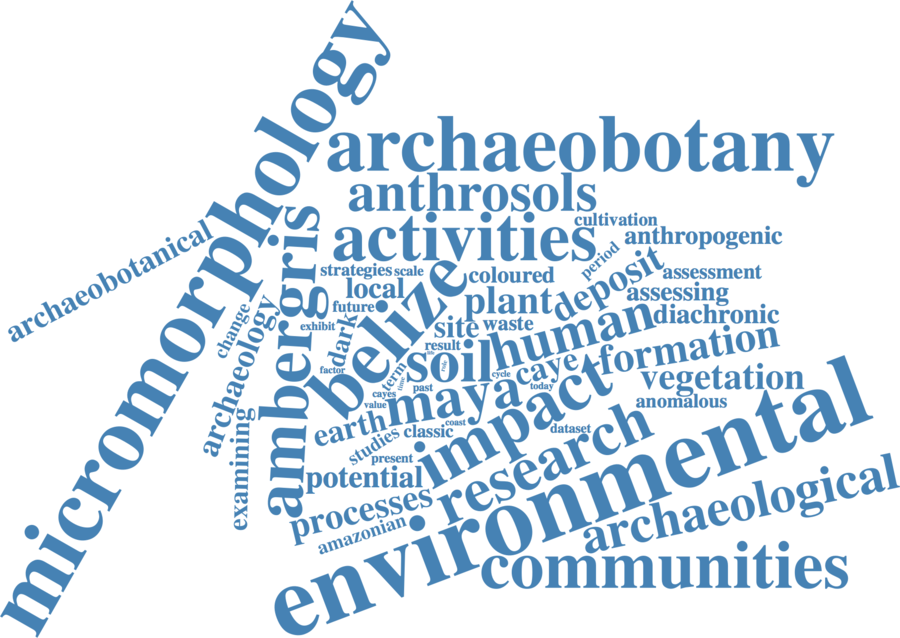 micromorphology
archaeobotany
anthrosols
activities
cultivation
anthropogenic
archaeobotanical
ambergris
strategies
scale
coloured
period
deposit
assessment
local
belize
plant
assessing
future
exhibit
dark
site
waste
human
diachronic
change
archaeology
result
soil
life
rule
formation
factor
term
time
cycle
caye
today
vegetation
past
cayes
value
maya
impact
anomalous
earth
coast
classic
studies
dataset
examining
present
potential
research
environmental
processes
amazonian
archaeological
communities